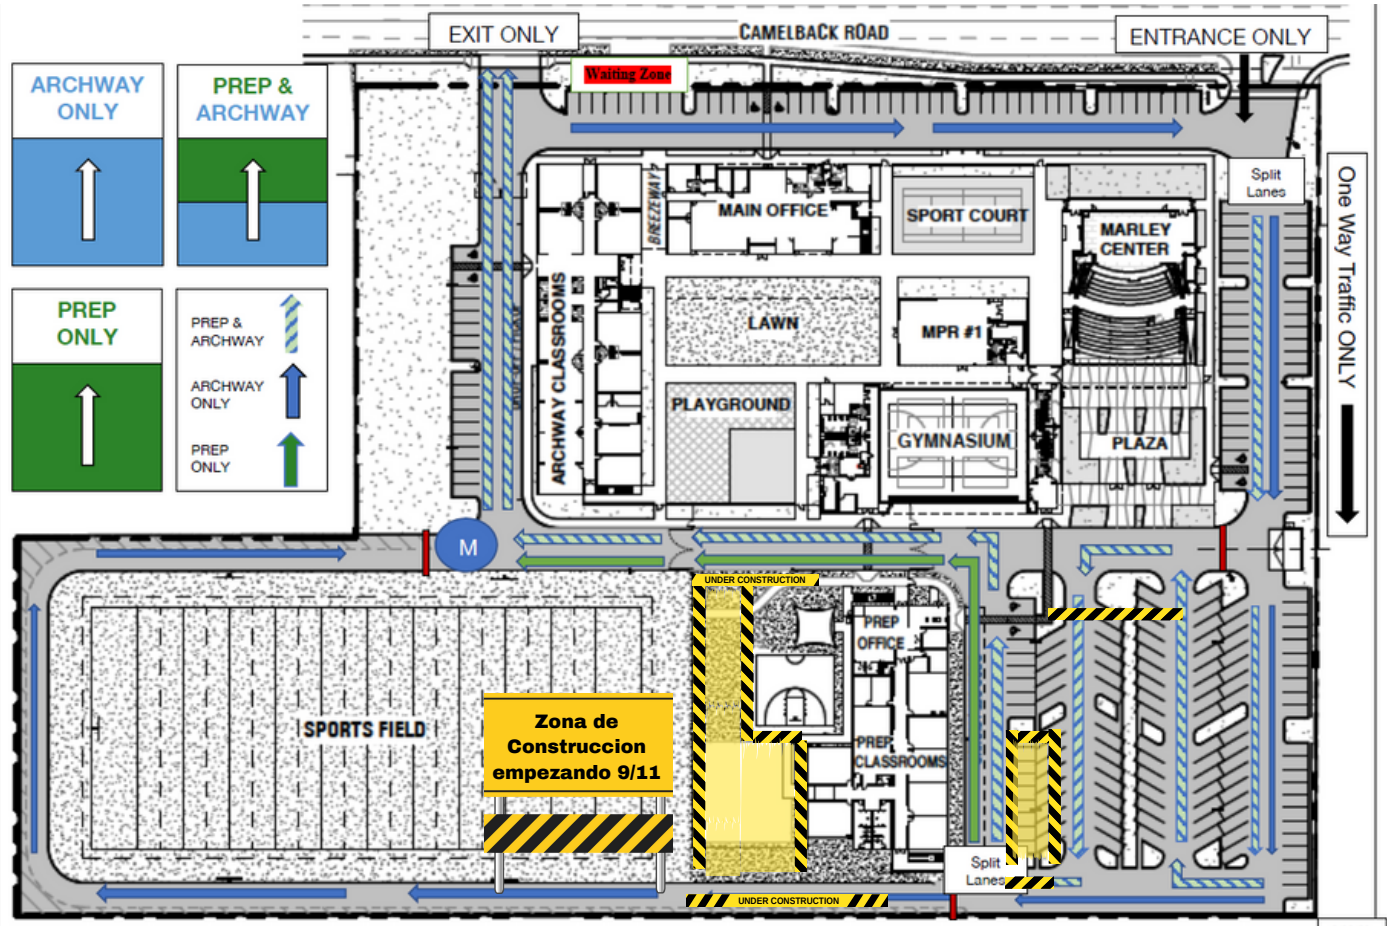 CAMELBACK ROAD
EXIT ONLY
ENTRANCE ONLY
Waiting Zone
ARCHWAY
ONLY
PREP &
ARCHWAY
PREP
ONLY
PREP &
ARCHWAY
ARCHWAY
ONLY
PREP
ONLY
Split
Lanes
One Way Traffic ONLY
BREEZEWAY
MAIN OFFICE
SPORT COURT
MARLEY
CENTER
ARCHWAY CLASSROOMS
LAWN
MPR #1
PLAYGROUND
GYMNASIUM
PLAZA
M
UNDER CONSTRUCTION
PREP
OFFICE
SPORTS FIELD
Zona de
Construccion
empezando 9/11
PREP
CLASSROOMS
Split
Lanes
UNDER CONSTRUCTION